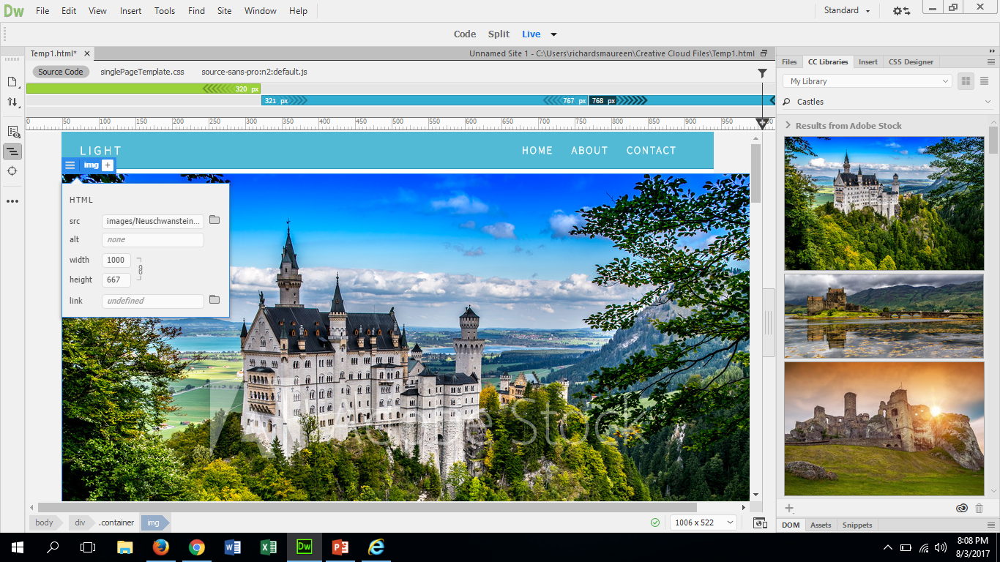 Dw File Edit View Insert Tools Find Site Window Help Standard
Code Split Live
Temp1.html* × Unnamed Site 1 - C:\Users\richardsmaureen\Creative Cloud Files\Temp1.html
Source Code singlePageTemplate.css source-sans-pro:n2:default.js
320 px
321 px 767 px 768 px
0 50 100 150 200 250 300 350 400 450 500 550 600 650 700 750 800 850 900 950
LIGHT HOME ABOUT CONTACT
img +
HTML
src images/Neuschwanstein...
alt none
width 1000
height 667
link undefined
Adobe Stock
body div .container img 1006 x 522
Files CC Libraries Insert CSS Designer
My Library
Castles
Results from Adobe Stock
DOM Assets Snippets
Dw
8:08 PM
8/3/2017